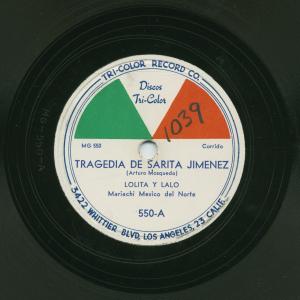 TRI-COLOR RECORD CO.
Discos
Tri-Color
1039
MG 550
Corrido
TRAGEDIA DE SARITA JIMENEZ
(Arturo Mosqueda)
LOLITA Y LALO
Mariachi Mexico del Norte
550-A
3422 WHITTIER BLVD., LOS ANGELES, 23 CALIF.